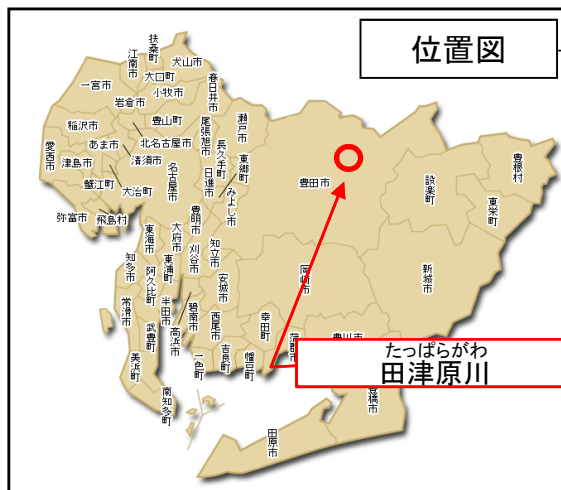 位置図
扶桑町
江南市
犬山市
大口町
一宮市
小牧市
春日井市
岩倉市
瀬戸市
豊山町
稲沢市
尾張旭市
北名古屋市
長久手町
あま市
愛西市
清須市
東郷町
津島市
日進市
名古屋市
みよし市
蟹江町
大治町
豊田市
設楽町
豊根村
東栄町
弥富市
飛島村
豊明市
大府市
東海市
刈谷市
知立市
知多市
東浦町
阿久比町
安城市
岡崎市
新城市
常滑市
半田市
碧南市
西尾市
幸田町
武豊町
高浜市
蒲郡市
豊川市
吉良町
幡豆町
一色町
美浜町
南知多町
たっぱらがわ
田津原川
豊橋市
田原市